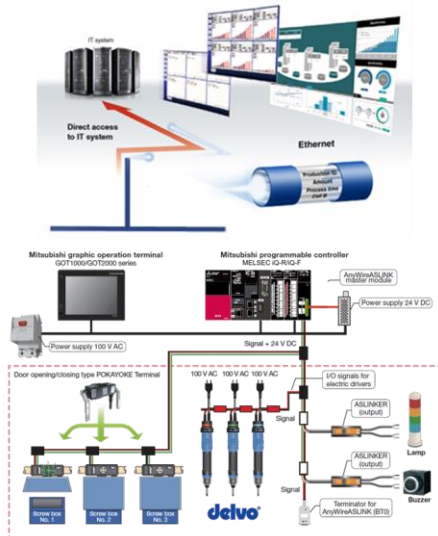 IT system
Direct access
to IT system
Ethernet
Production ID
Amount
Process time
Mitsubishi graphic operation terminal
GOT1000/GOT2000 series
Mitsubishi programmable controller
MELSEC iQ-R/iQ-F
AnyWireASLINK
master module
Power supply 24 V DC
Power supply 100 V AC
Signal + 24 V DC
Door opening/closing type POKAYOKE Terminal
100 V AC 100 V AC 100 V AC
I/O signals for
electric drivers
Signal
ASLINKER
(output)
Lamp
ASLINKER
(output)
Buzzer
Signal
Terminator for
AnyWireASLINK (BT0)
Screw box
No. 1
Screw box
No. 2
Screw box
No. 3
delvo